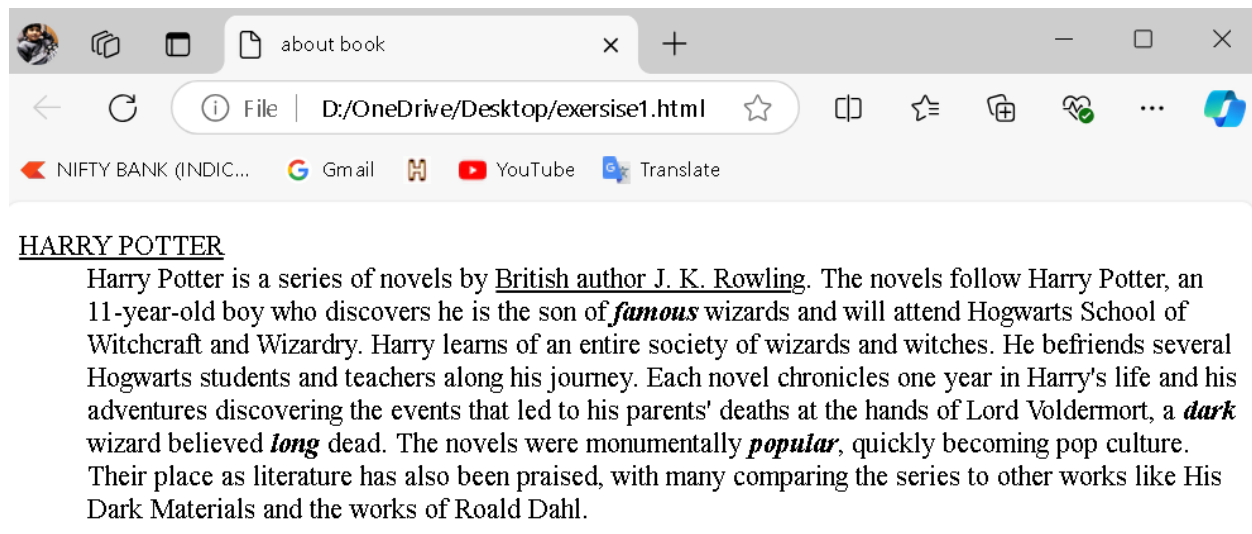 about book
File D:/OneDrive/Desktop/exersise1.html
NIFTY BANK (INDIC... Gmail YouTube Translate
HARRY POTTER
Harry Potter is a series of novels by British author J. K. Rowling. The novels follow Harry Potter, an
11-year-old boy who discovers he is the son of famous wizards and will attend Hogwarts School of
Witchcraft and Wizardry. Harry learns of an entire society of wizards and witches. He befriends several
Hogwarts students and teachers along his journey. Each novel chronicles one year in Harry's life and his
adventures discovering the events that led to his parents' deaths at the hands of Lord Voldermort, a dark
wizard believed long dead. The novels were monumentally popular, quickly becoming pop culture.
Their place as literature has also been praised, with many comparing the series to other works like His
Dark Materials and the works of Roald Dahl.